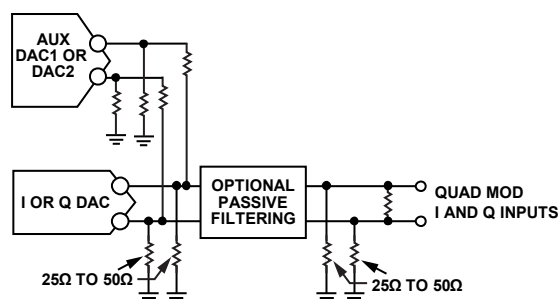 AUX
DAC1 OR
DAC2
I OR Q DAC
OPTIONAL
PASSIVE
FILTERING
QUAD MOD
I AND Q INPUTS
25Ω TO 50Ω
25Ω TO 50Ω